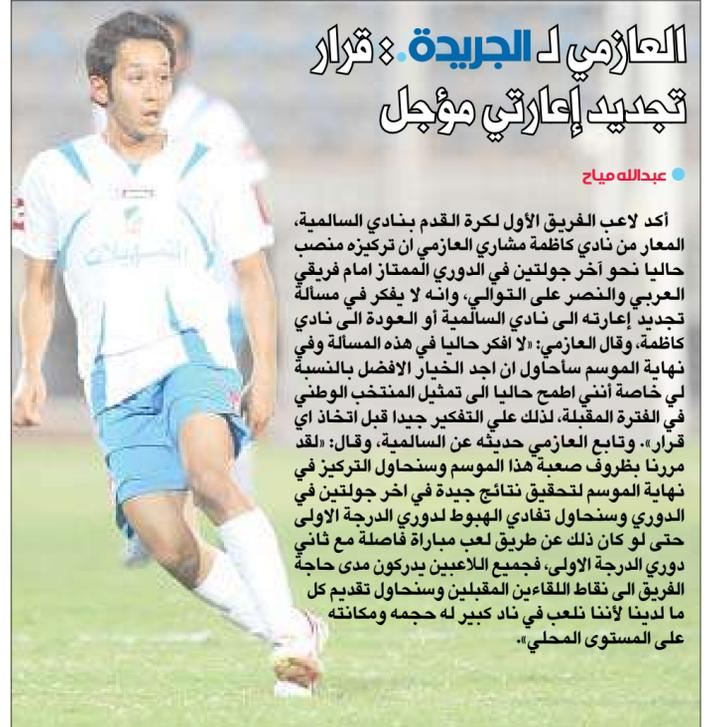 العازمي لـ الجريدة.: قرار
تجديد إعارتي مؤجل
● عبدالله مياح
أكد لاعب الفريق الأول لكرة القدم بنادي السالمية،
المعار من نادي كاظمة مشاري العازمي ان تركيزه منصب
حاليا نحو آخر جولتين في الدوري الممتاز امام فريقي
العربي والنصر على التوالي، وانه لا يفكر في مسألة
تجديد إعارته الى نادي السالمية أو العودة الى نادي
كاظمة، وقال العازمي: «لا افكر حاليا في هذه المسألة وفي
نهاية الموسم سأحاول ان اجد الخيار الافضل بالنسبة
لي خاصة أنني اطمح حاليا الى تمثيل المنتخب الوطني
في الفترة المقبلة، لذلك علي التفكير جيدا قبل اتخاذ اي
قرار». وتابع العازمي حديثه عن السالمية، وقال: «لقد
مررنا بظروف صعبة هذا الموسم وسنحاول التركيز في
نهاية الموسم لتحقيق نتائج جيدة في اخر جولتين في
الدوري وسنحاول تفادي الهبوط لدوري الدرجة الاولى
حتى لو كان ذلك عن طريق لعب مباراة فاصلة مع ثاني
دوري الدرجة الاولى، فجميع اللاعبين يدركون مدى حاجة
الفريق الى نقاط اللقاءين المقبلين وسنحاول تقديم كل
ما لدينا لأننا نلعب في ناد كبير له حجمه ومكانته
على المستوى المحلي».